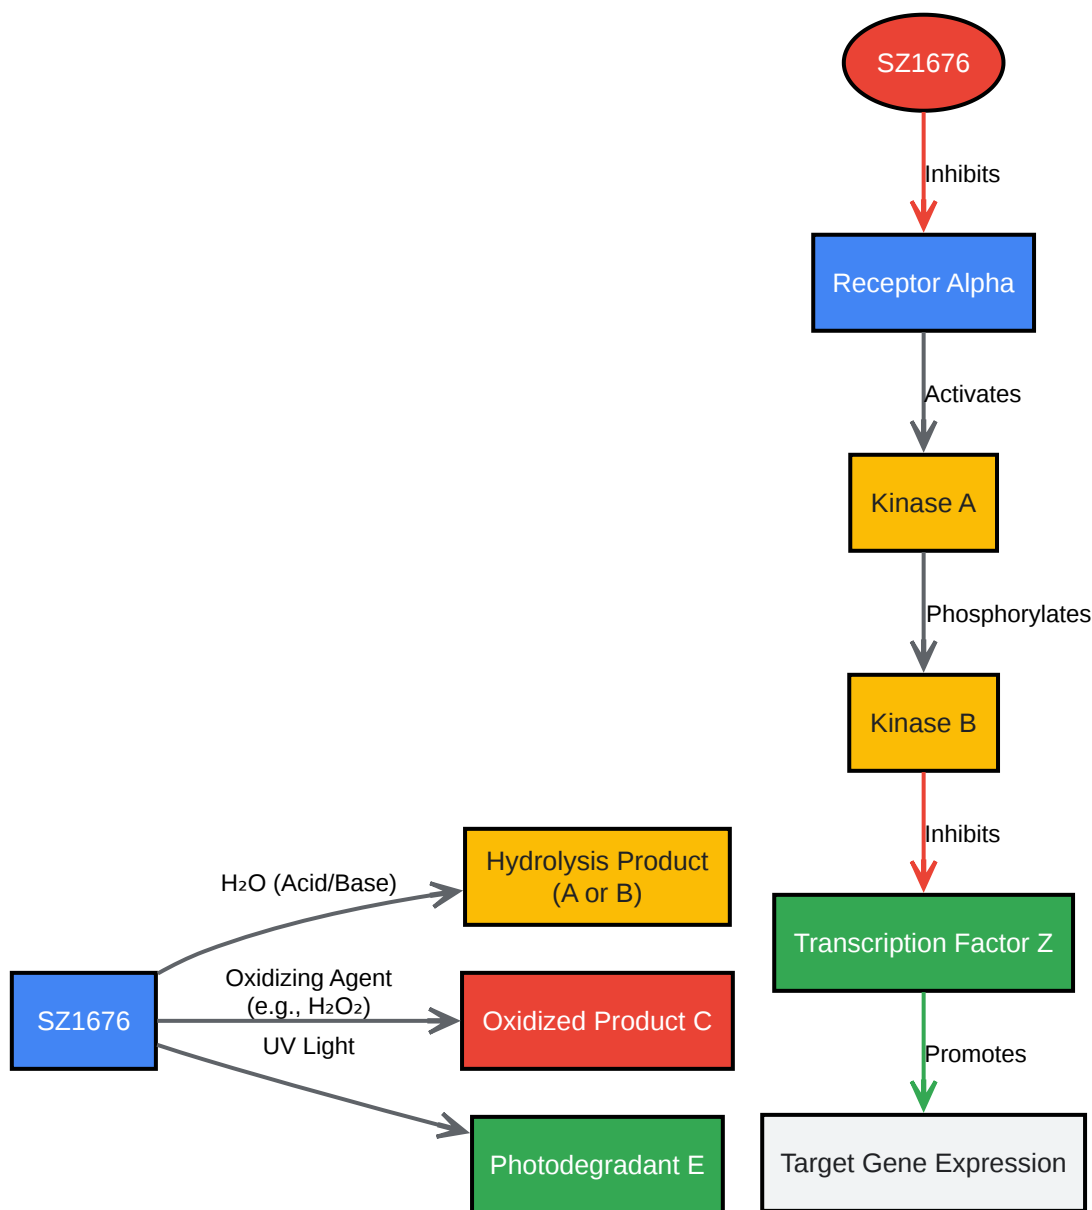 SZ1676
Inhibits
Receptor Alpha
Activates
Kinase A
Phosphorylates
Kinase B
Inhibits
Transcription Factor Z
Promotes
Target Gene Expression
SZ1676
H₂O (Acid/Base)
Hydrolysis Product
(A or B)
Oxidizing Agent
(e.g., H₂O₂)
Oxidized Product C
UV Light
Photodegradant E